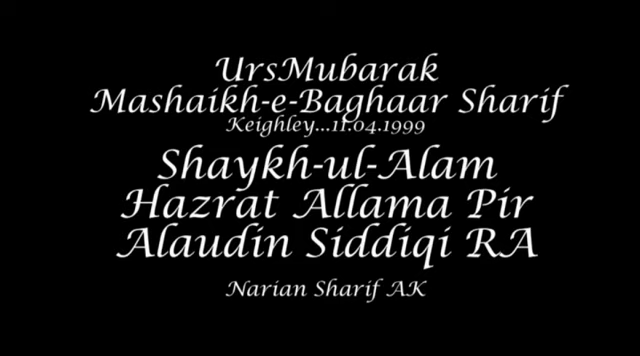 UrsMubarak
Mashaikh-e-Baghaar Sharif
Keighley...11.04.1999
Shaykh-ul-Alam
Hazrat Allama Pir
Alaudin Siddiqi RA
Narian Sharif AK